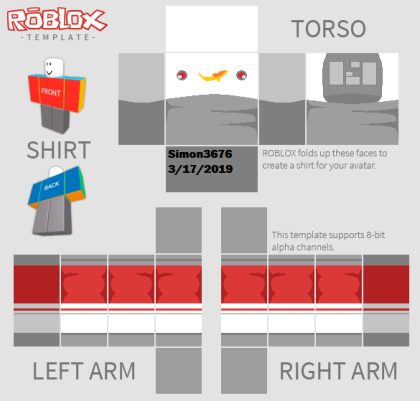 ROBLOX
-TEMPLATE-
TORSO
FRONT
SHIRT
BACK
Simon3676
3/17/2019
ROBLOX folds up these faces to
create a shirt for your avatar.
This template supports 8-bit
alpha channels.
LEFT ARM
RIGHT ARM